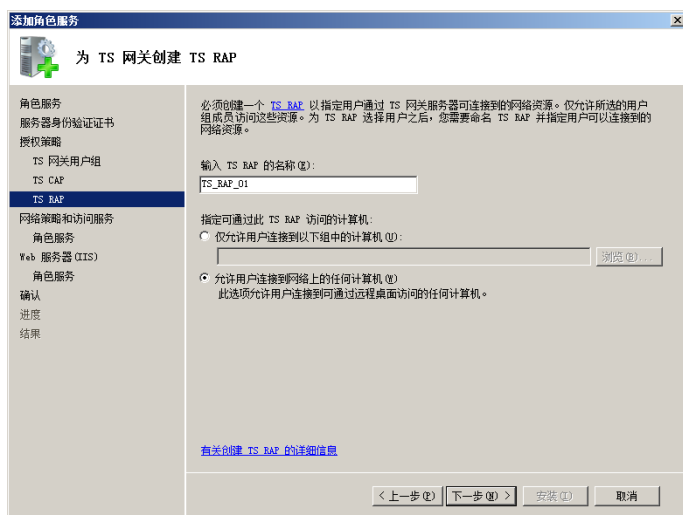 添加角色服务
为 TS 网关创建 TS RAP
角色服务
服务器身份验证证书
授权策略
TS 网关用户组
TS CAP
TS RAP
网络策略和访问服务
角色服务
Web 服务器(IIS)
角色服务
确认
进度
结果
必须创建一个 TS RAP 以指定用户通过 TS 网关服务器可连接到的网络资源。仅允许所选的用户
组成员访问这些资源。为 TS RAP 选择用户之后，您需要命名 TS RAP 并指定用户可以连接到的
网络资源。
输入 TS RAP 的名称(E):
TS_RAP_01
指定可通过此 TS RAP 访问的计算机:
仅允许用户连接到以下组中的计算机(U):
浏览(B)...
允许用户连接到网络上的任何计算机(W)
此选项允许用户连接到可通过远程桌面访问的任何计算机。
有关创建 TS RAP 的详细信息
< 上一步(P)
下一步(N) >
安装(I)
取消